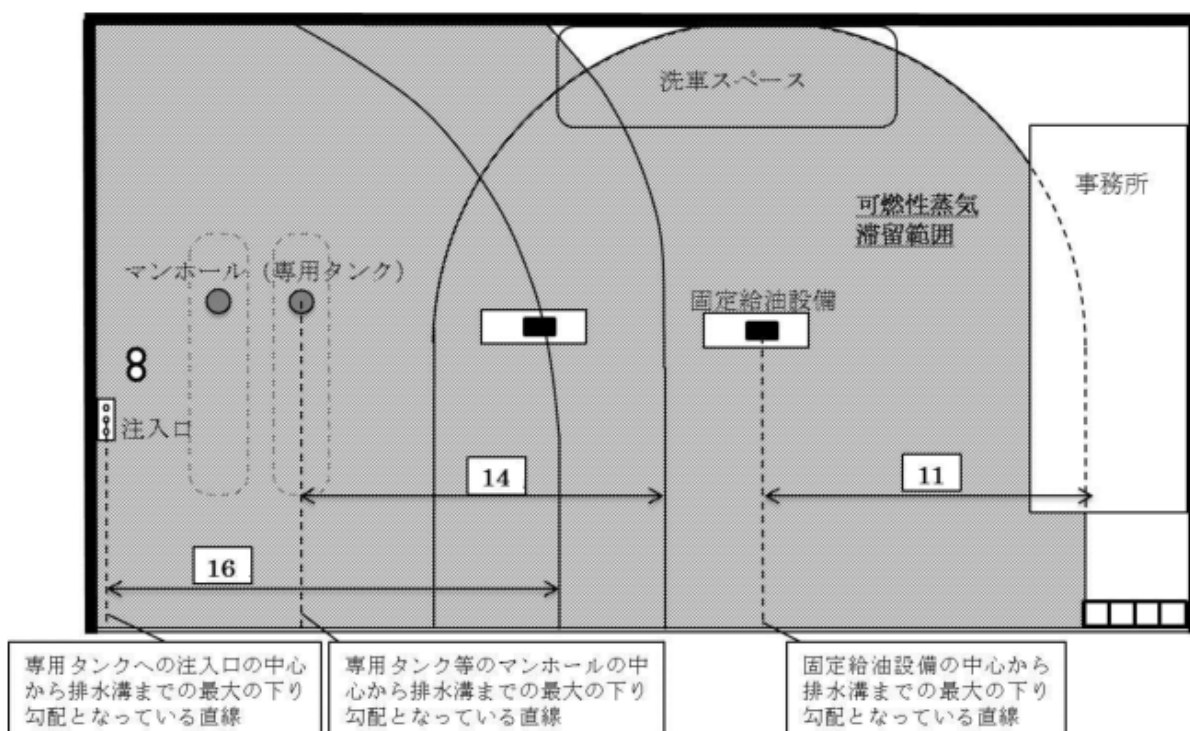 洗車スペース
事務所
可燃性蒸気
滞留範囲
マンホール（専用タンク）
固定給油設備
8
注入口
14
11
16
専用タンクへの注入口の中心
から排水溝までの最大の下り
勾配となっている直線
専用タンク等のマンホールの中
心から排水溝までの最大の下り
勾配となっている直線
固定給油設備の中心から
排水溝までの最大の下り
勾配となっている直線